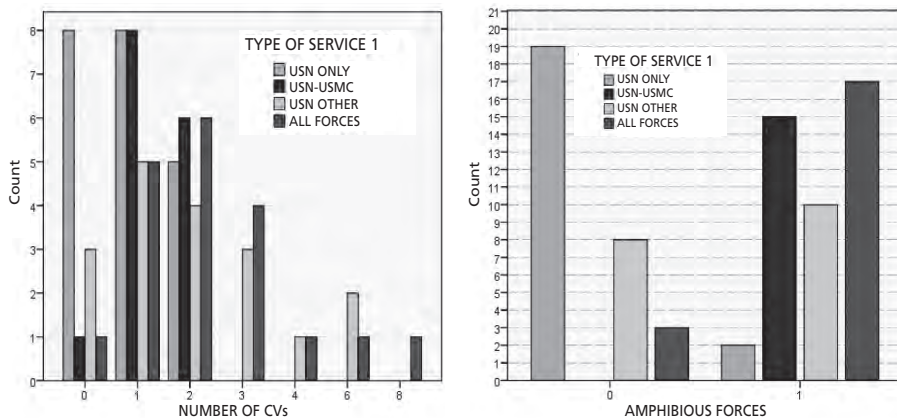 TYPE OF SERVICE 1
USN ONLY
USN-USMC
USN OTHER
ALL FORCES
Count
8
7
6
5
4
3
2
1
0
0 1 2 3 4 6 8
NUMBER OF CVs
TYPE OF SERVICE 1
USN ONLY
USN-USMC
USN OTHER
ALL FORCES
Count
21
20
19
18
17
16
15
14
13
12
11
10
9
8
7
6
5
4
3
2
1
0
0 1
AMPHIBIOUS FORCES